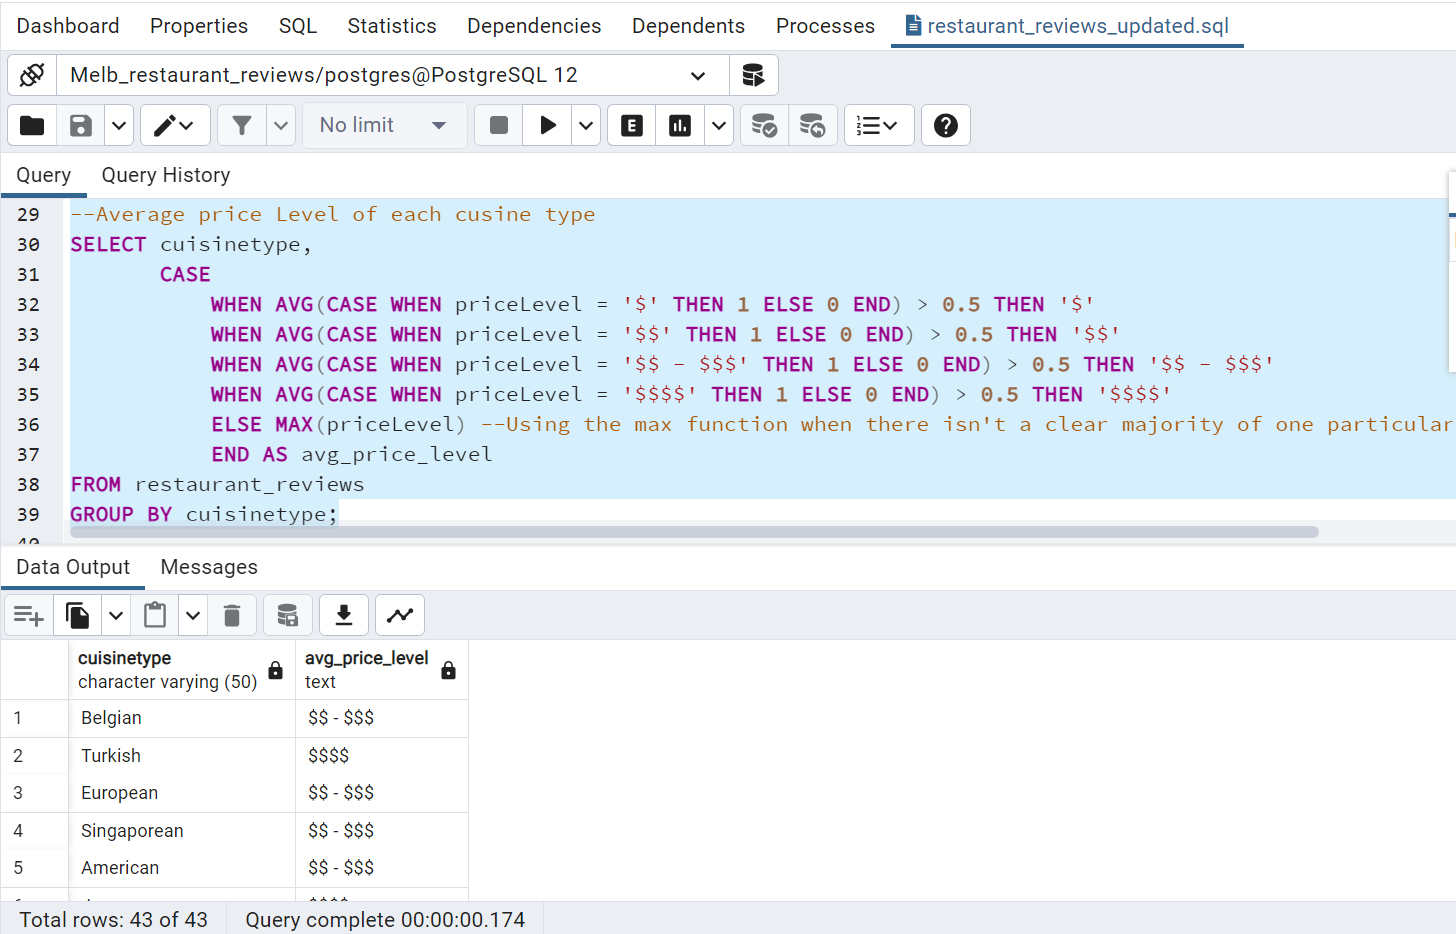 Dashboard Properties SQL Statistics Dependencies Dependents Processes restaurant_reviews_updated.sql
Melb_restaurant_reviews/postgres@PostgreSQL 12
No limit E
Query Query History
29 --Average price Level of each cusine type
30 SELECT cuisinetype,
31 CASE
32 WHEN AVG(CASE WHEN priceLevel = '$' THEN 1 ELSE 0 END) > 0.5 THEN '$'
33 WHEN AVG(CASE WHEN priceLevel = '$$' THEN 1 ELSE 0 END) > 0.5 THEN '$$'
34 WHEN AVG(CASE WHEN priceLevel = '$$ - $$$' THEN 1 ELSE 0 END) > 0.5 THEN '$$ - $$$'
35 WHEN AVG(CASE WHEN priceLevel = '$$$$' THEN 1 ELSE 0 END) > 0.5 THEN '$$$$'
36 ELSE MAX(priceLevel) --Using the max function when there isn't a clear majority of one particular
37 END AS avg_price_level
38 FROM restaurant_reviews
39 GROUP BY cuisinetype;
Data Output Messages
cuisinetype avg_price_level
character varying (50) text
1 Belgian $$ - $$$
2 Turkish $$$$
3 European $$ - $$$
4 Singaporean $$ - $$$
5 American $$ - $$$
Total rows: 43 of 43 Query complete 00:00:00.174